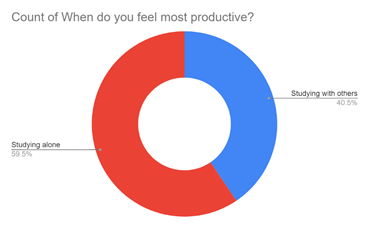 Count of When do you feel most productive?
Studying with others
40.5%
Studying alone
59.5%